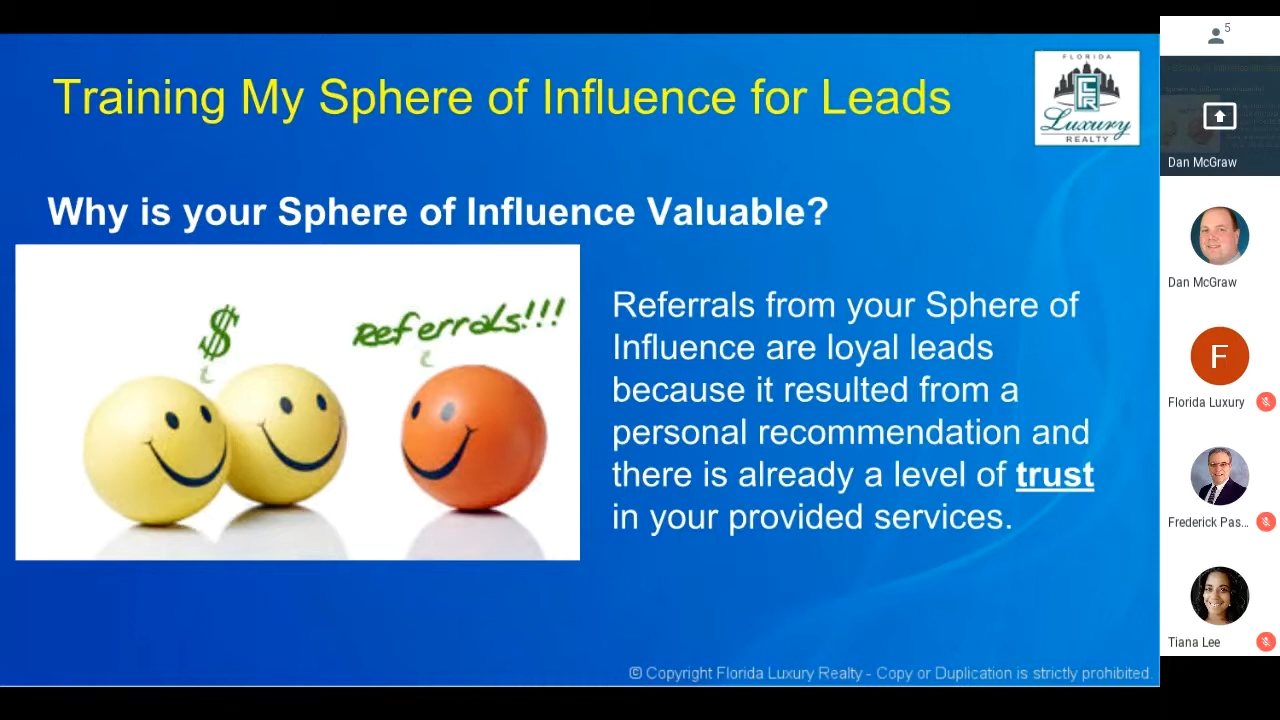 Training My Sphere of Influence for Leads
FLORIDA
FLR
Luxury
REALTY
Why is your Sphere of Influence Valuable?
$
Referrals!!!
Referrals from your Sphere of
Influence are loyal leads
because it resulted from a
personal recommendation and
there is already a level of trust
in your provided services.
© Copyright Florida Luxury Realty - Copy or Duplication is strictly prohibited.
5
Dan McGraw
Dan McGraw
F
Florida Luxury
Frederick Pas...
Tiana Lee